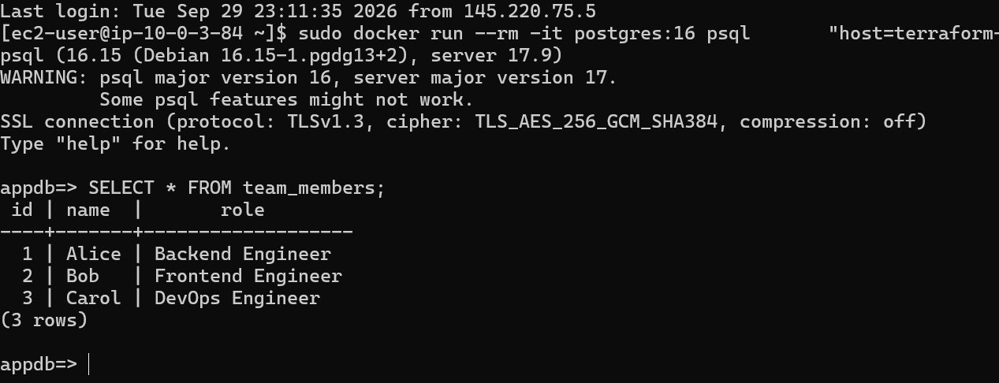 Last login: Tue Sep 29 23:11:35 2026 from 145.220.75.5
[ec2-user@ip-10-0-3-84 ~]$ sudo docker run --rm -it postgres:16 psql       "host=terraform-
psql (16.15 (Debian 16.15-1.pgdg13+2), server 17.9)
WARNING: psql major version 16, server major version 17.
         Some psql features might not work.
SSL connection (protocol: TLSv1.3, cipher: TLS_AES_256_GCM_SHA384, compression: off)
Type "help" for help.

appdb=> SELECT * FROM team_members;
 id | name  |       role
----+-------+-------------------
  1 | Alice | Backend Engineer
  2 | Bob   | Frontend Engineer
  3 | Carol | DevOps Engineer
(3 rows)

appdb=>